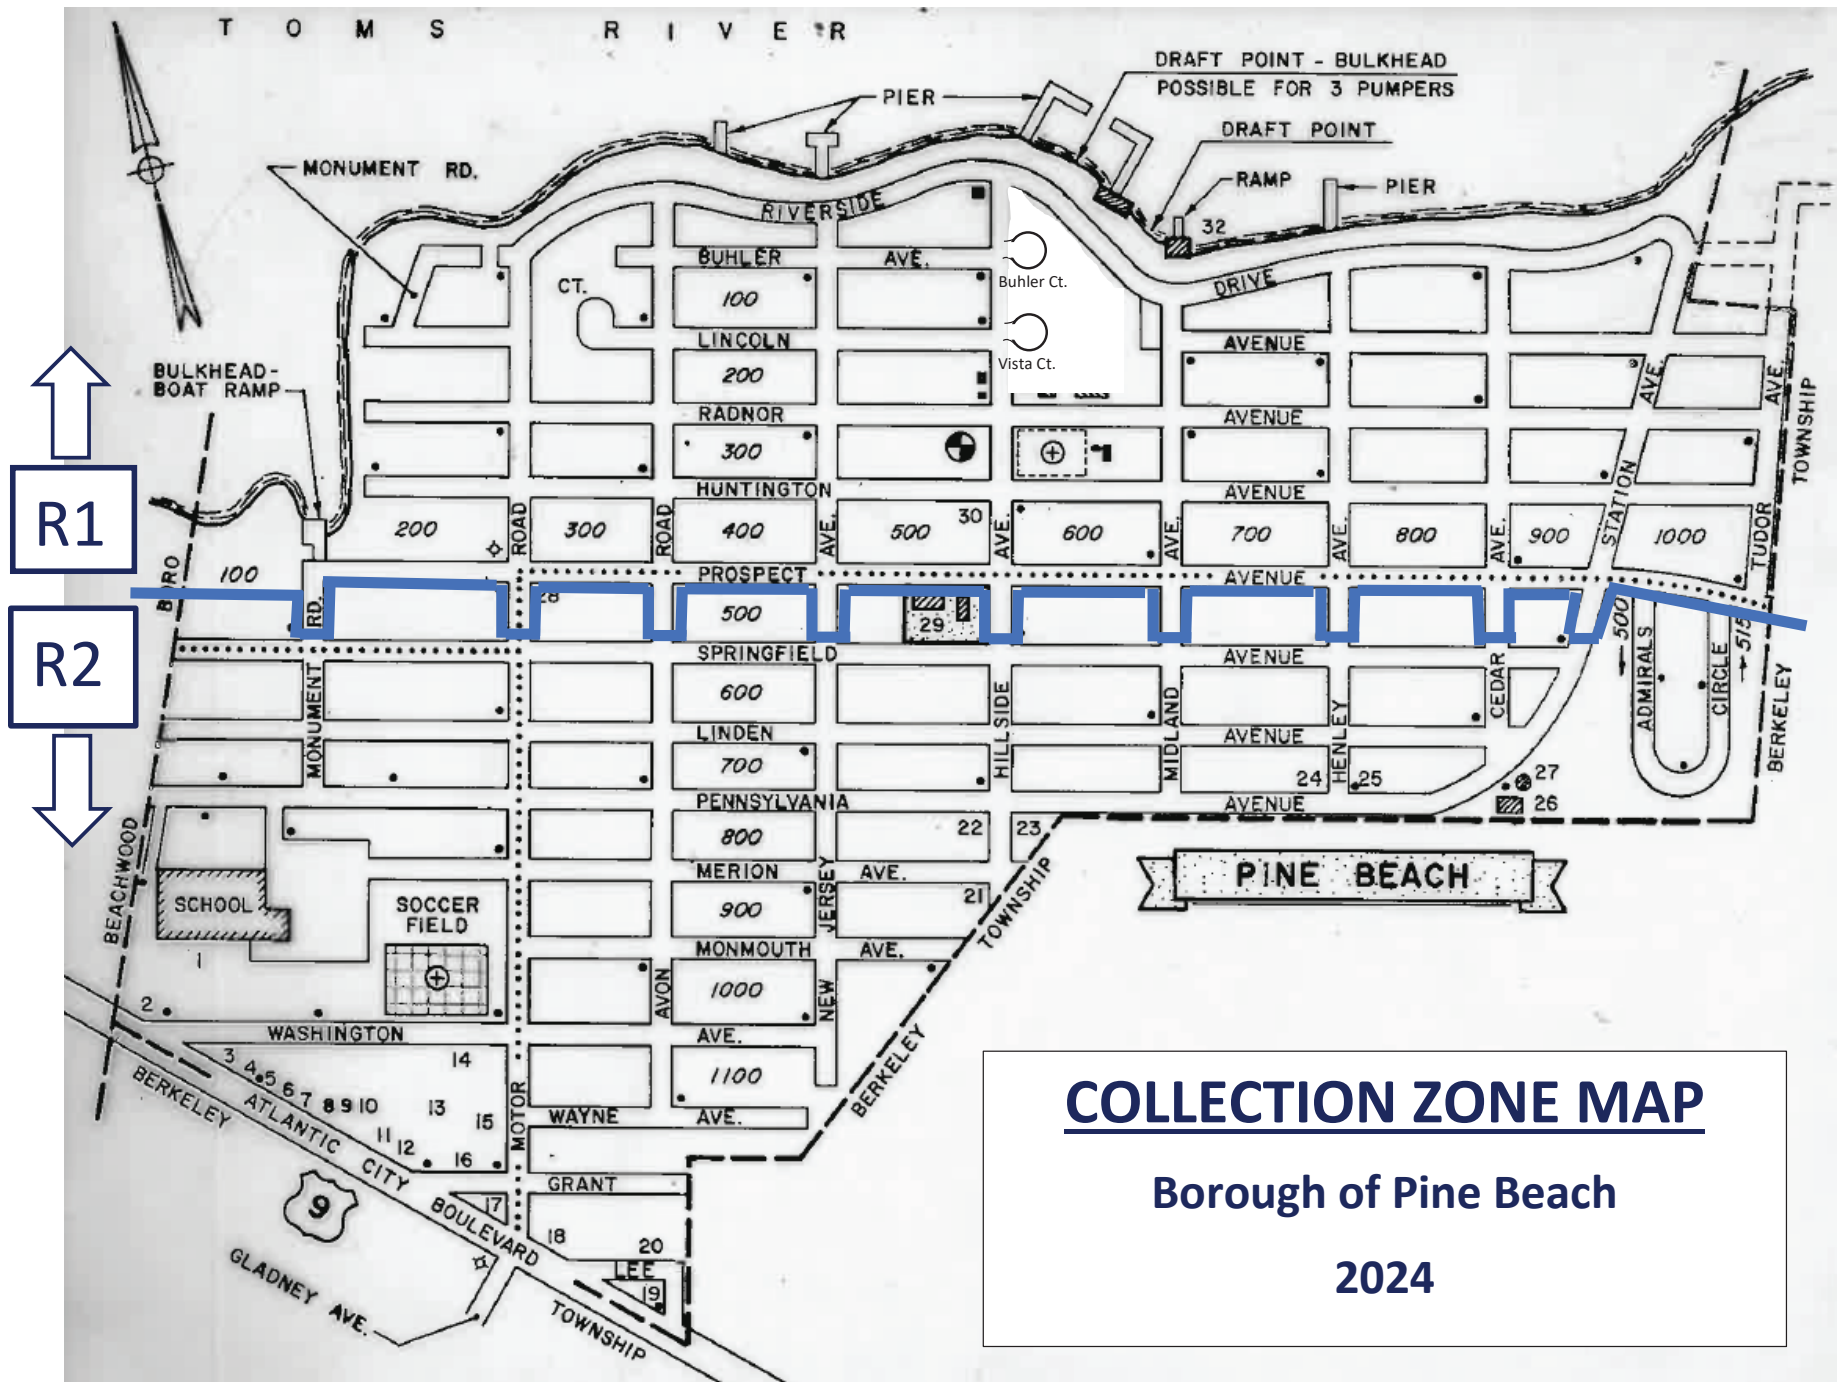 TOMS RIVER
DRAFT POINT - BULKHEAD
POSSIBLE FOR 3 PUMPERS
PIER
DRAFT POINT
MONUMENT RD.
RAMP
PIER
32
RIVERSIDE
DRIVE
BUHLER AVE.
CT.
100
Buhler Ct.
LINCOLN AVENUE
200
Vista Ct.
BULKHEAD-
BOAT RAMP
RADNOR AVENUE
300
HUNTINGTON AVENUE
R1
200
ROAD
300
ROAD
400
AVE.
500
30
AVE.
600
AVE.
700
AVE.
800
AVE.
900
STATION AVE.
1000
TUDOR AVE.
TOWNSHIP
BERKELEY
BORO
100
PROSPECT AVENUE
RD.
28
500
29
500
ADMIRALS
CIRCLE
515
R2
SPRINGFIELD AVENUE
600
MONUMENT
HILLSIDE
MIDLAND
HENLEY
CEDAR
LINDEN AVENUE
700
24
25
27
26
PENNSYLVANIA AVENUE
800
22
23
BEACHWOOD
MERION AVE.
900
JERSEY
21
TOWNSHIP
PINE BEACH
SCHOOL
SOCCER
FIELD
1
MONMOUTH AVE.
1000
AVON
NEW
2
WASHINGTON AVE.
BERKELEY
3
4
5
6
7
8
9
10
11
12
13
14
15
16
1100
MOTOR
WAYNE AVE.
BERKELEY
ATLANTIC CITY BOULEVARD
9
17
GRANT
18
20
LEE
19
GLADNEY AVE.
TOWNSHIP
COLLECTION ZONE MAP
Borough of Pine Beach
2024